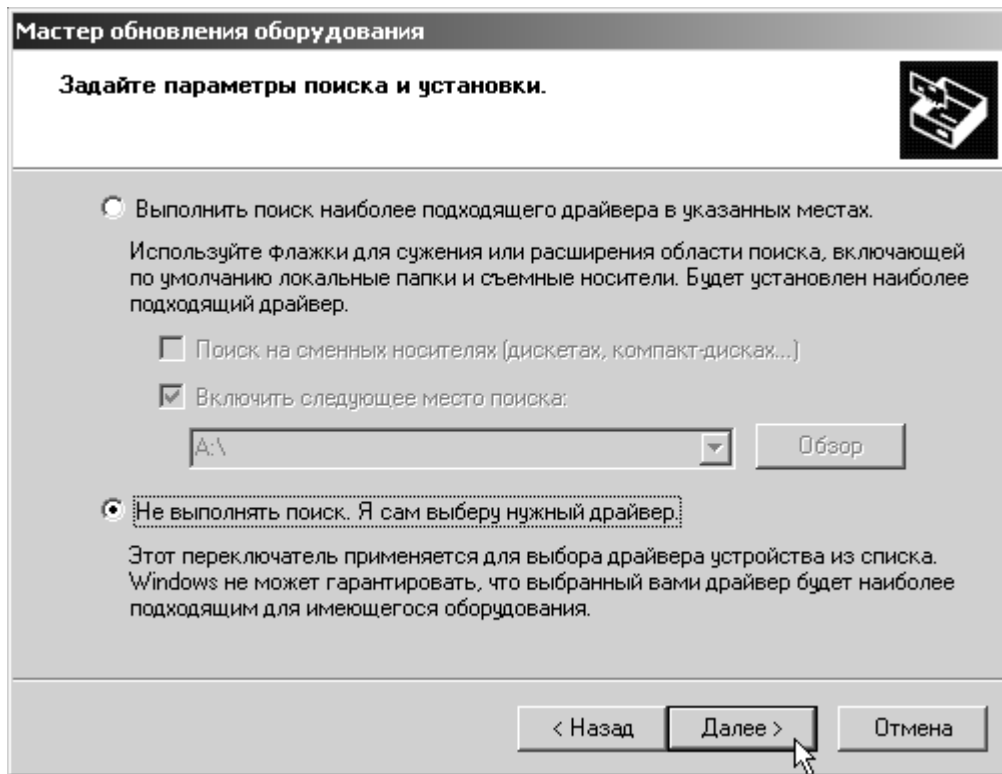 Мастер обновления оборудования
Задайте параметры поиска и установки.
Выполнить поиск наиболее подходящего драйвера в указанных местах.
Используйте флажки для сужения или расширения области поиска, включающей
по умолчанию локальные папки и съемные носители. Будет установлен наиболее
подходящий драйвер.
Поиск на сменных носителях (дискетах, компакт-дисках...)
Включить следующее место поиска:
A:\
Обзор
Не выполнять поиск. Я сам выберу нужный драйвер.
Этот переключатель применяется для выбора драйвера устройства из списка.
Windows не может гарантировать, что выбранный вами драйвер будет наиболее
подходящим для имеющегося оборудования.
< Назад
Далее >
Отмена